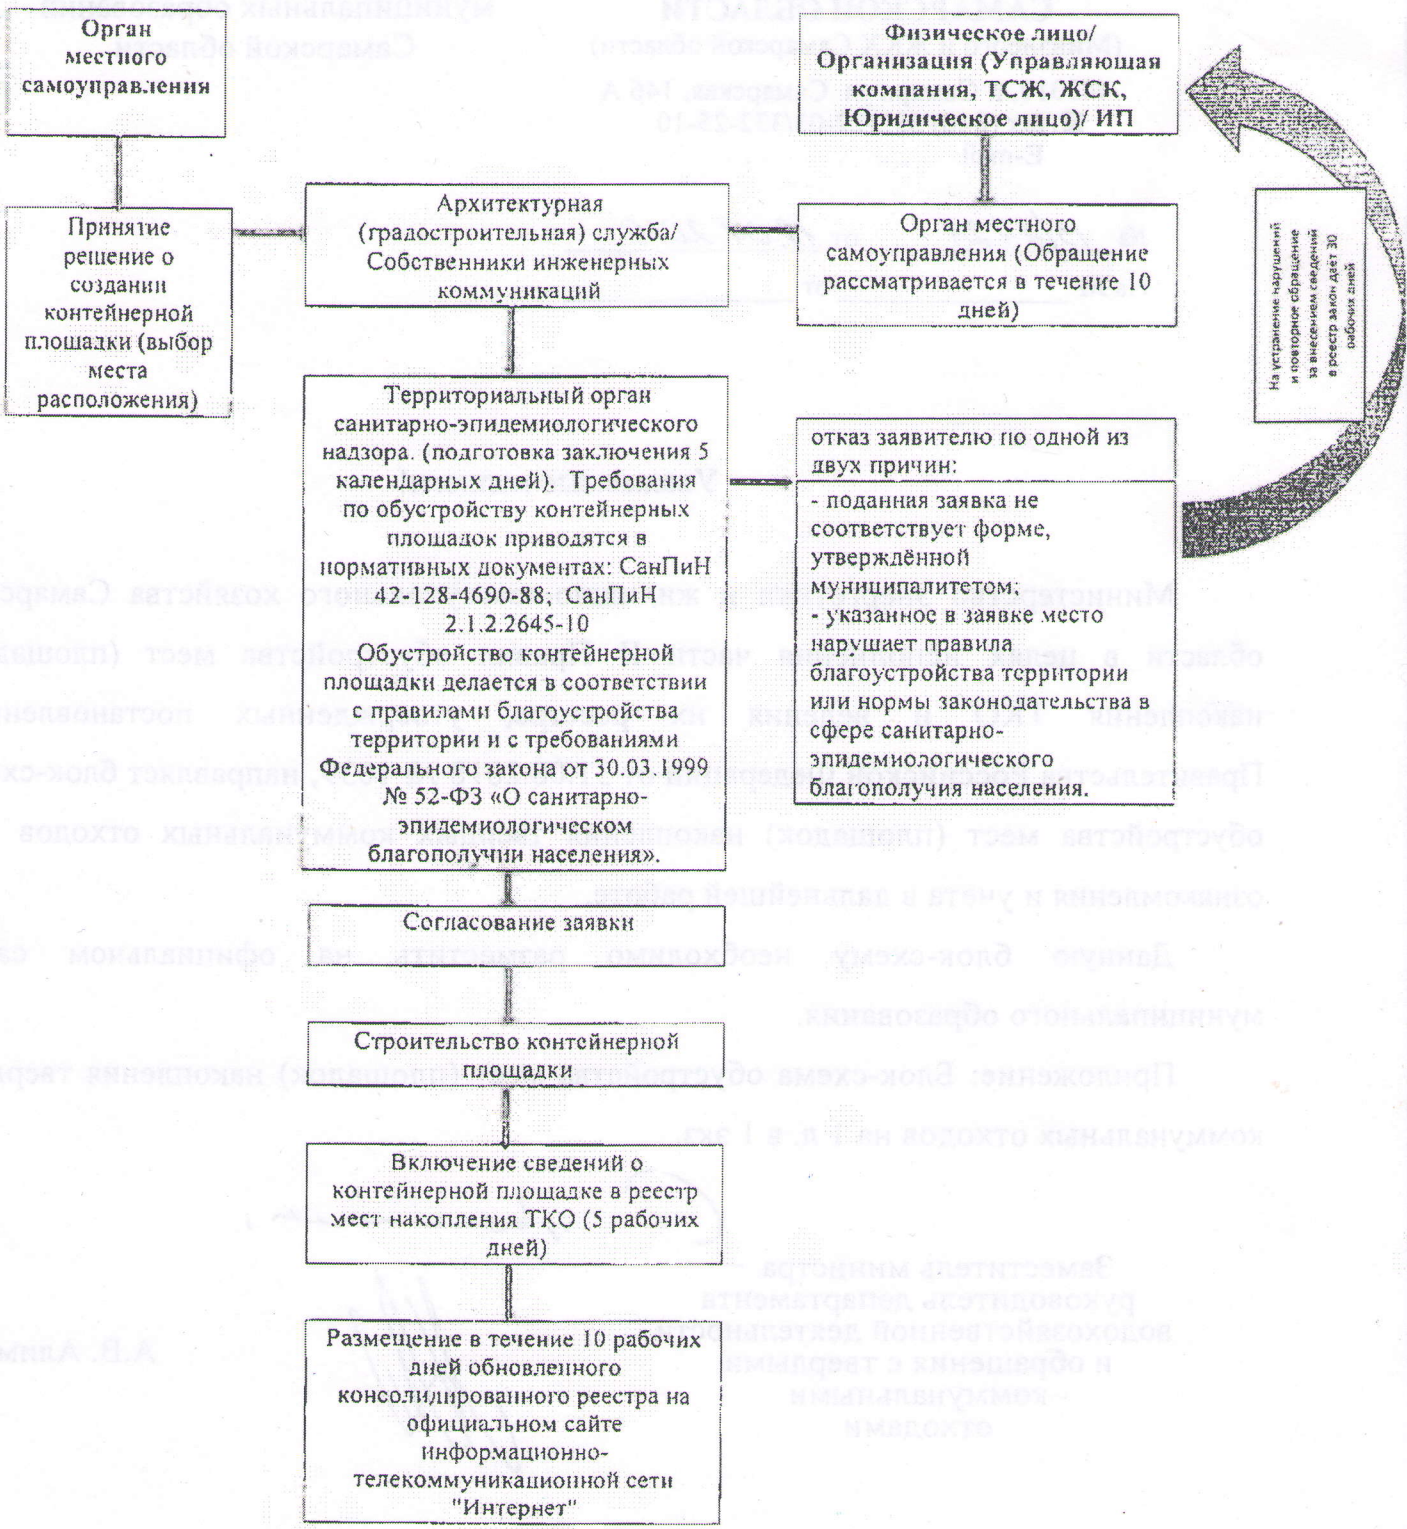 Орган
местного
самоуправления
Физическое лицо/
Организация (Управляющая
компания, ТСЖ, ЖСК,
Юридическое лицо)/ ИП
Принятие
решение о
создании
контейнерной
площадки (выбор
места
расположения)
Архитектурная
(градостроительная) служба/
Собственники инженерных
коммуникаций
Орган местного
самоуправления (Обращение
рассматривается в течение 10
дней)
На устранение нарушений
и повторное обращение
за внесением сведений
в реестр закон даёт 30
рабочих дней
Территориальный орган
санитарно-эпидемиологического
надзора. (подготовка заключения 5
календарных дней). Требования
по обустройству контейнерных
площадок приводятся в
нормативных документах: СанПиН
42-128-4690-88, СанПиН
2.1.2.2645-10
Обустройство контейнерной
площадки делается в соответствии
с правилами благоустройства
территории и с требованиями
Федерального закона от 30.03.1999
№ 52-ФЗ «О санитарно-
эпидемиологическом
благополучии населения».
отказ заявителю по одной из
двух причин:
- поданная заявка не
соответствует форме,
утверждённой
муниципалитетом;
- указанное в заявке место
нарушает правила
благоустройства территории
или нормы законодательства в
сфере санитарно-
эпидемиологического
благополучия населения.
Согласование заявки
Строительство контейнерной
площадки
Включение сведений о
контейнерной площадке в реестр
мест накопления ТКО (5 рабочих
дней)
Размещение в течение 10 рабочих
дней обновленного
консолидированного реестра на
официальном сайте
информационно-
телекоммуникационной сети
"Интернет"